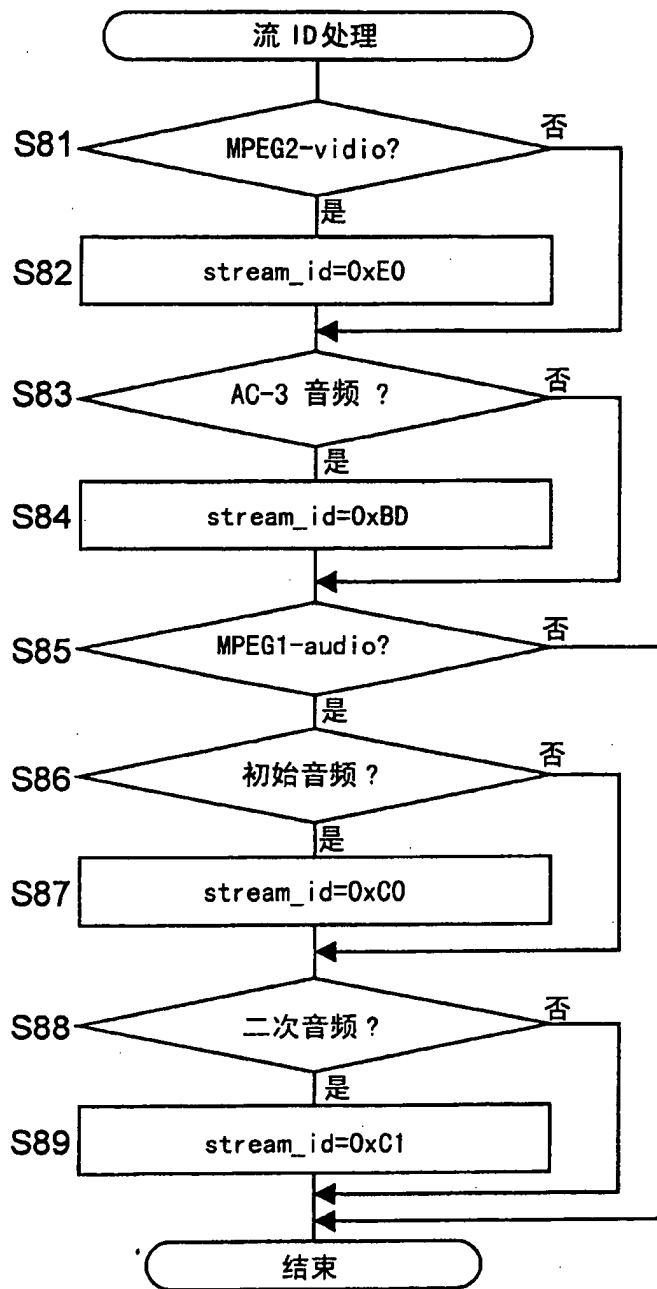 流 ID处理
S81
MPEG2-vidio?
否
是
S82
stream_id=0xE0
S83
AC-3 音频 ?
否
是
S84
stream_id=0xBD
S85
MPEG1-audio?
否
是
S86
初始音频 ?
否
是
S87
stream_id=0xC0
S88
二次音频 ?
否
是
S89
stream_id=0xC1
结束